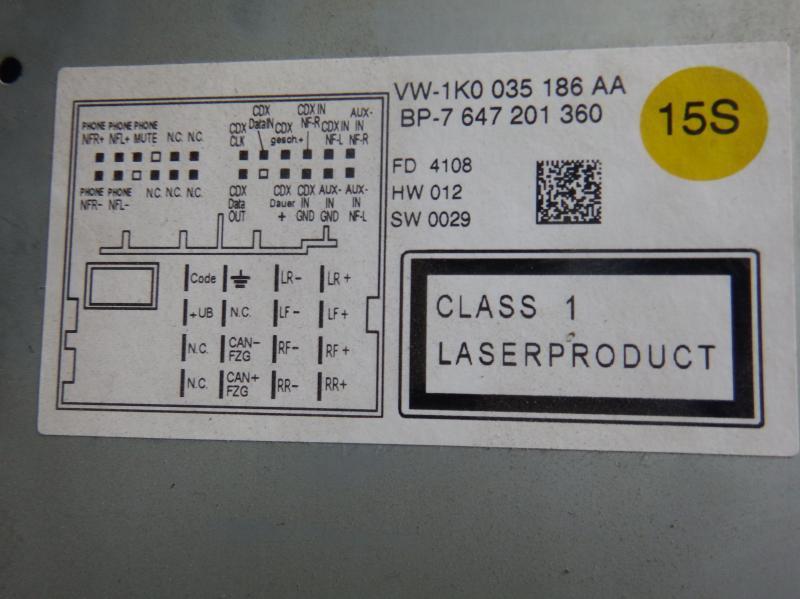 VW-1K0 035 186 AA
BP-7 647 201 360
15S
FD 4108
HW 012
SW 0029
PHONE NFR+ PHONE NFL+ PHONE MUTE N.C. N.C.
PHONE NFR- PHONE NFL- N.C. N.C. N.C.
CDX CLK CDX DataIN CDX gesch.+ CDX IN NF-R CDX IN NF-L AUX-IN NF-R
CDX Data OUT CDX Dauer + CDX IN GND AUX-IN GND AUX-IN NF-L
Code LR- LR+
+UB N.C. LF- LF+
N.C. CAN-FZG RF- RF+
N.C. CAN+FZG RR- RR+
CLASS 1
LASERPRODUCT